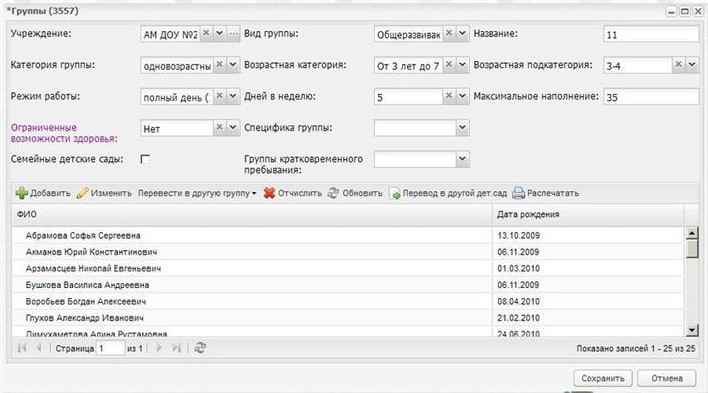 *Группы (3557)
Учреждение: АМ ДОУ №2 Вид группы: Общеразвивак Название: 11
Категория группы: одновозрастны Возрастная категория: От 3 лет до 7 Возрастная подкатегория: 3-4
Режим работы: полный день ( Дней в неделю: 5 Максимальное наполнение: 35
Ограниченные возможности здоровья: Нет Специфика группы:
Семейные детские сады: Группы кратковременного пребывания:
Добавить Изменить Перевести в другую группу Отчислить Обновить Перевод в другой дет.сад Распечатать
ФИО Дата рождения
Абрамова Софья Сергеевна 13.10.2009
Акманов Юрий Константинович 06.11.2009
Арзамасцев Николай Евгеньевич 01.03.2010
Бушкова Василиса Андреевна 06.11.2009
Воробьев Богдан Алексеевич 08.04.2010
Глухов Александр Иванович 21.02.2010
Димухаметова Алина Рустамовна 24.06.2010
Страница 1 из 1 Показано записей 1 - 25 из 25
Сохранить Отмена